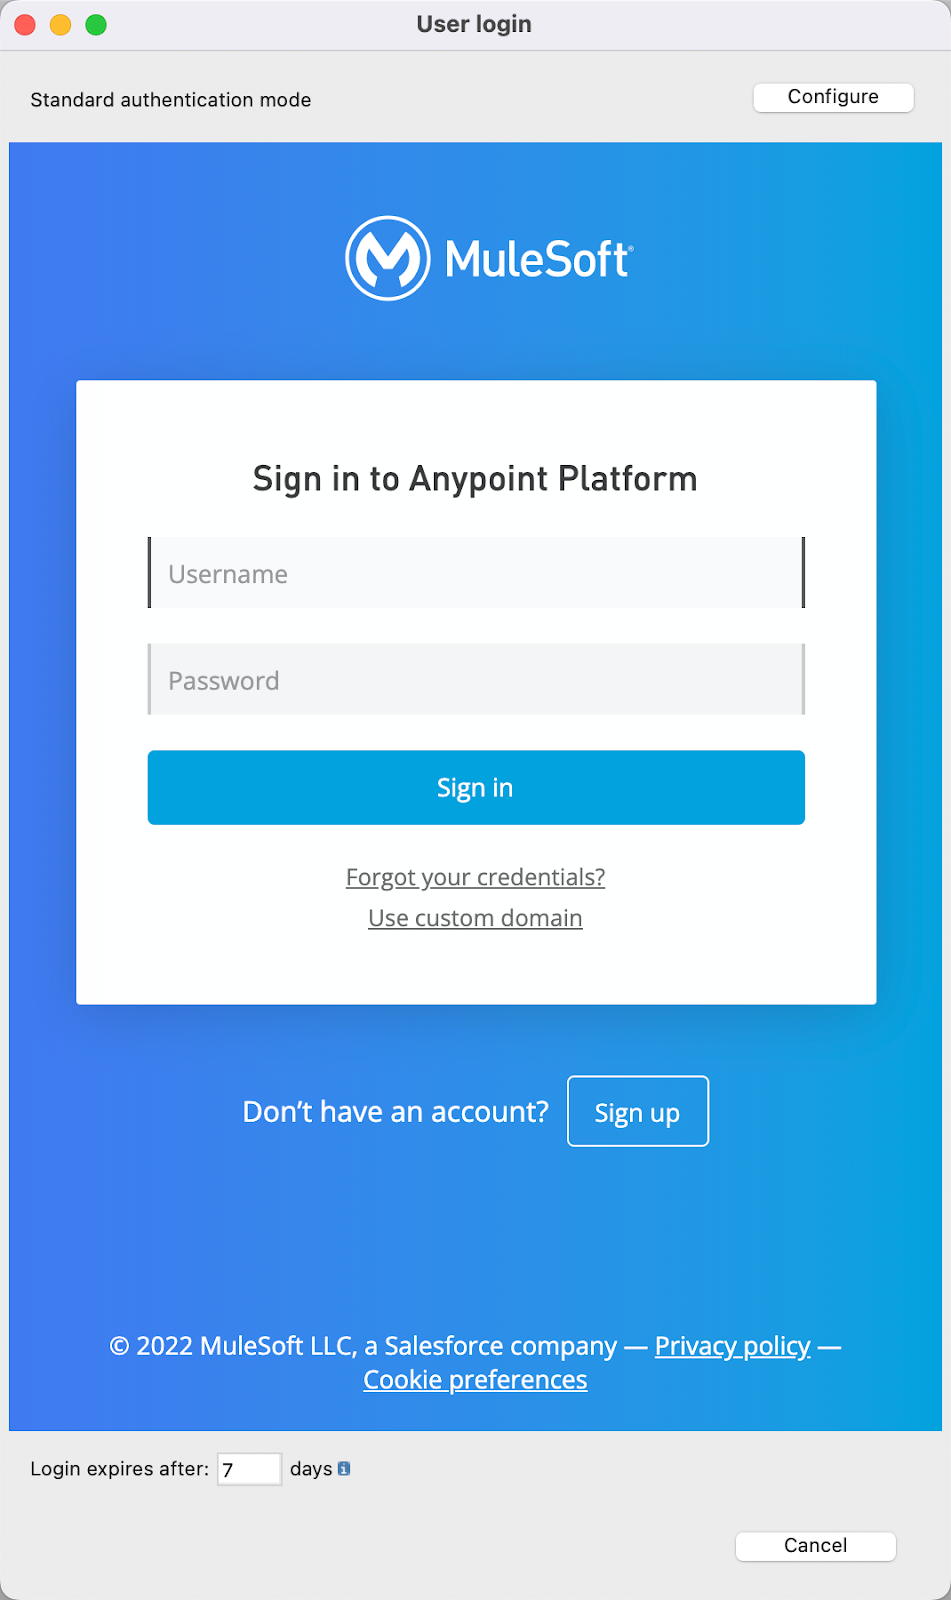 User login
Standard authentication mode
Configure
MuleSoft®
Sign in to Anypoint Platform
Username
Password
Sign in
Forgot your credentials?
Use custom domain
Don’t have an account?
Sign up
© 2022 MuleSoft LLC, a Salesforce company — Privacy policy —
Cookie preferences
Login expires after: 7 days
Cancel